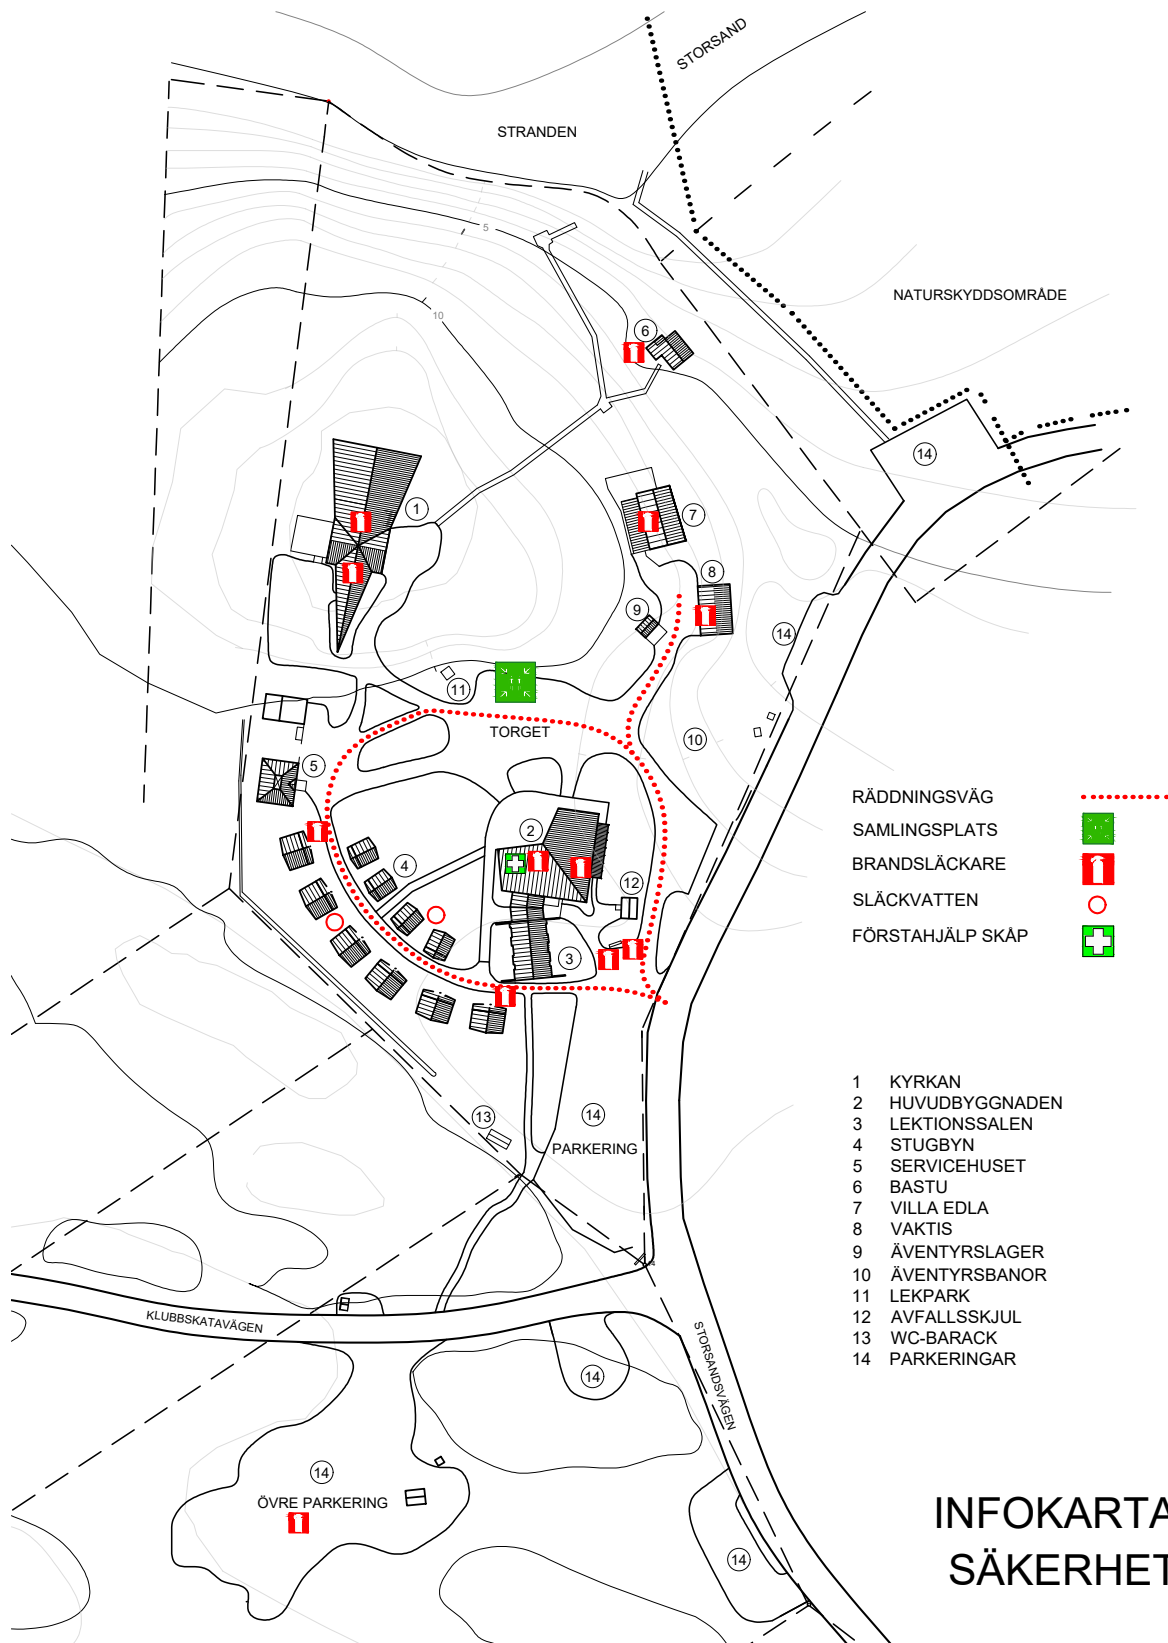 STORSAND
STRANDEN
5
NATURSKYDDSOMRÅDE
10
6
14
1
7
8
9
14
11
TORGET
10
5
2
4
12
3
RÄDDNINGSVÄG
SAMLINGSPLATS
BRANDSLÄCKARE
SLÄCKVATTEN
FÖRSTAHJÄLP SKÅP
13
14
PARKERING
1 KYRKAN
2 HUVUDBYGGNADEN
3 LEKTIONSSALEN
4 STUGBYN
5 SERVICEHUSET
6 BASTU
7 VILLA EDLA
8 VAKTIS
9 ÄVENTYRSLAGER
10 ÄVENTYRSBANOR
11 LEKPARK
12 AVFALLSSKJUL
13 WC-BARACK
14 PARKERINGAR
KLUBBSKATAVÄGEN
STORSANDSVÄGEN
14
14
ÖVRE PARKERING
14
INFOKARTA
SÄKERHET